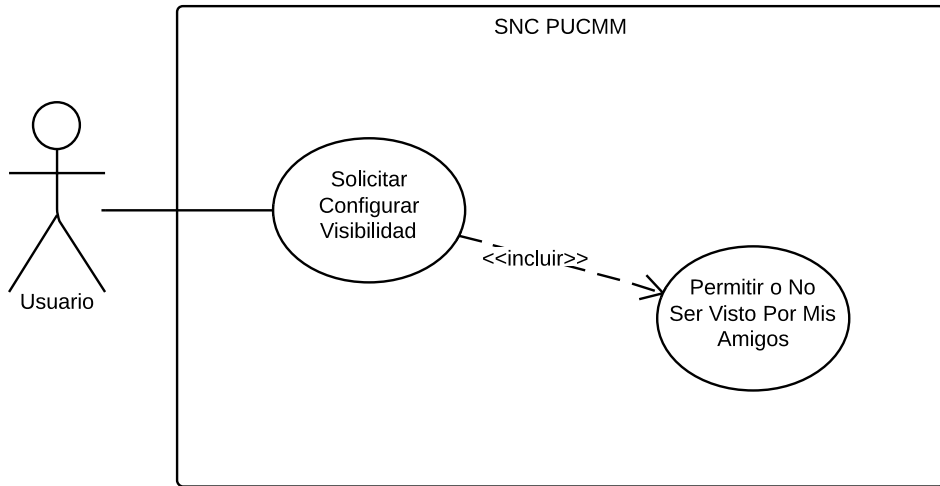 SNC PUCMM
Solicitar
Configurar
Visibilidad
<<incluir>>
Usuario
Permitir o No
Ser Visto Por Mis
Amigos